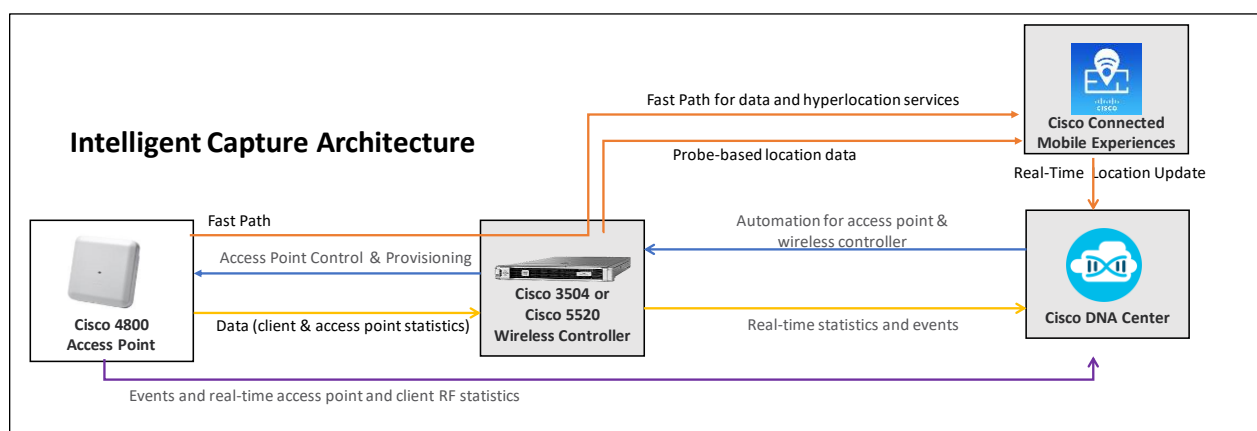 Intelligent Capture Architecture
Fast Path for data and hyperlocation services
Probe-based location data
CISCO
Cisco Connected
Mobile Experiences
Real-Time Location Update
Fast Path
Access Point Control & Provisioning
Automation for access point &
wireless controller
Cisco 4800
Access Point
Data (client & access point statistics)
Cisco 3504 or
Cisco 5520
Wireless Controller
Real-time statistics and events
Cisco DNA Center
Events and real-time access point and client RF statistics